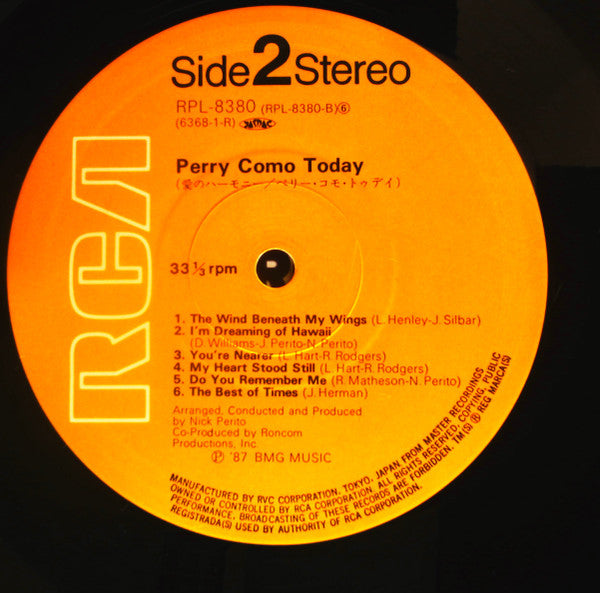 Side 2 Stereo
RPL-8380 (RPL-8380-B)⑥
(6368-1-R) JASRAC
Perry Como Today
(愛のハーモニー/ペリー・コモ・トゥデイ)
RCA
33 ⅓ rpm
1. The Wind Beneath My Wings (L. Henley-J. Silbar)
2. I'm Dreaming of Hawaii
(D. Williams-J. Perito-N. Perito)
3. You're Nearer (L. Hart-R Rodgers)
4. My Heart Stood Still (L. Hart-R Rodgers)
5. Do You Remember Me (R Matheson-N. Perito)
6. The Best of Times (J. Herman)
Arranged, Conducted and Produced
by Nick Perito
Co-Produced by Roncom
Productions, Inc.
Ⓟ '87 BMG MUSIC
MANUFACTURED BY RVC CORPORATION, TOKYO, JAPAN, FROM MASTER RECORDINGS
OWNED OR CONTROLLED BY RCA CORPORATION. ALL RIGHTS RESERVED, COPYING, PUBLIC
PERFORMANCE, BROADCASTING OF THESE RECORDS ARE FORBIDDEN. TM(S) ® REG MARCA(S)
REGISTRADA(S) USED BY AUTHORITY OF RCA CORPORATION.